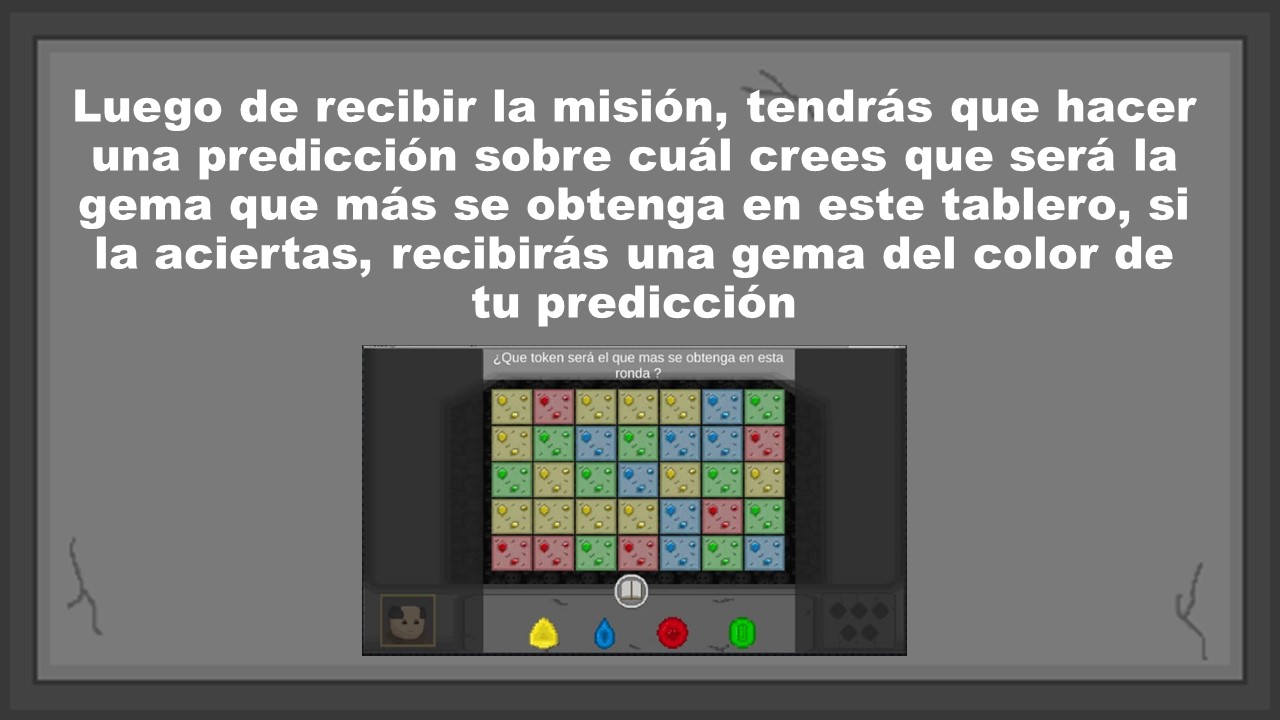 Luego de recibir la misión, tendrás que hacer
una predicción sobre cuál crees que será la
gema que más se obtenga en este tablero, si
la aciertas, recibirás una gema del color de
tu predicción
¿Que token será el que mas se obtenga en esta
ronda ?